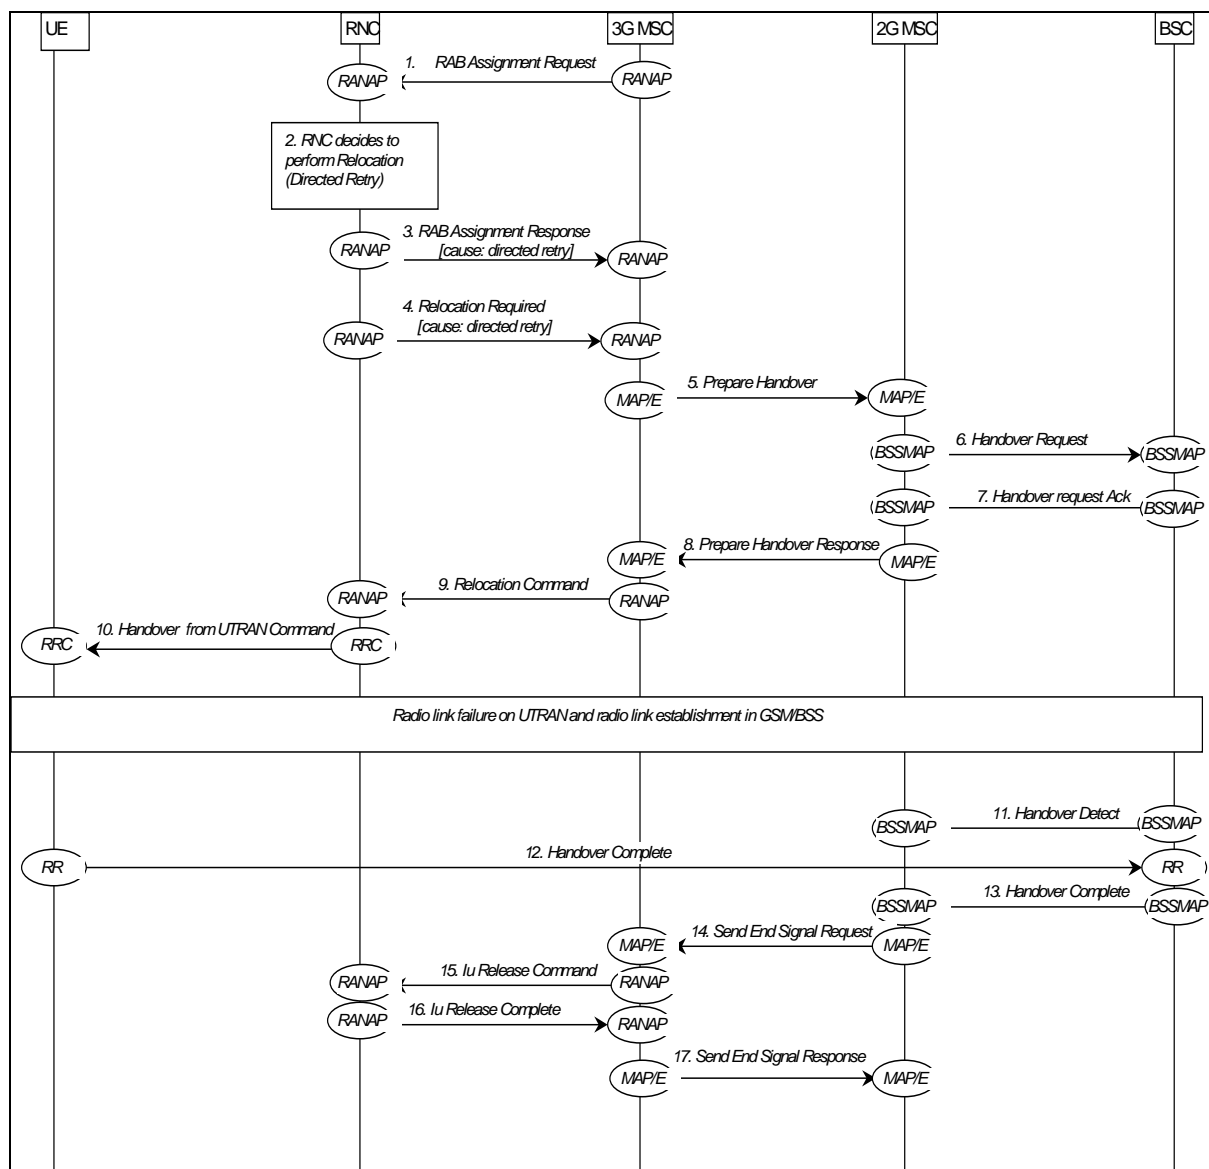 UE RNC 3G MSC 2G MSC BSC
1. RAB Assignment Request
RANAP RANAP
2. RNC decides to
perform Relocation
(Directed Retry)
3. RAB Assignment Response
[cause: directed retry]
RANAP RANAP
4. Relocation Required
[cause: directed retry]
RANAP RANAP
5. Prepare Handover
MAP/E MAP/E
6. Handover Request
BSSMAP BSSMAP
7. Handover request Ack
BSSMAP BSSMAP
8. Prepare Handover Response
MAP/E MAP/E
9. Relocation Command
RANAP RANAP
10. Handover from UTRAN Command
RRC RRC
Radio link failure on UTRAN and radio link establishment in GSM/BSS
11. Handover Detect
BSSMAP BSSMAP
12. Handover Complete
RR RR
13. Handover Complete
BSSMAP BSSMAP
14. Send End Signal Request
MAP/E MAP/E
15. Iu Release Command
RANAP RANAP
16. Iu Release Complete
RANAP RANAP
17. Send End Signal Response
MAP/E MAP/E